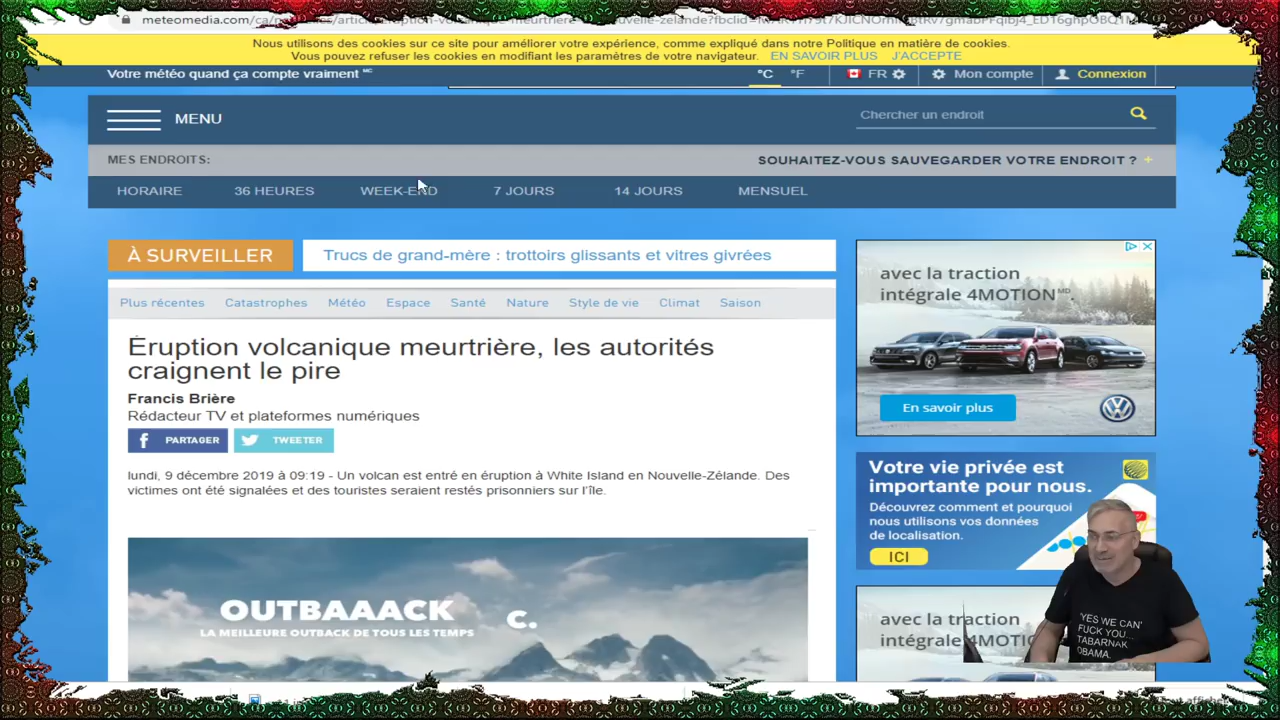 meteomedia.com/ca/
Nous utilisons des cookies sur ce site pour améliorer votre expérience, comme expliqué dans notre Politique en matière de cookies.
Vous pouvez refuser les cookies en modifiant les paramètres de votre navigateur. EN SAVOIR PLUS J'ACCEPTE
Votre météo quand ça compte vraiment MC
°C °F FR Mon compte Connexion
MENU
Chercher un endroit
MES ENDROITS:
SOUHAITEZ-VOUS SAUVEGARDER VOTRE ENDROIT ? +
HORAIRE 36 HEURES WEEK-END 7 JOURS 14 JOURS MENSUEL
À SURVEILLER
Trucs de grand-mère : trottoirs glissants et vitres givrées
Plus récentes Catastrophes Météo Espace Santé Nature Style de vie Climat Saison
Éruption volcanique meurtrière, les autorités
craignent le pire
Francis Brière
Rédacteur TV et plateformes numériques
PARTAGER TWEETER
lundi, 9 décembre 2019 à 09:19 - Un volcan est entré en éruption à White Island en Nouvelle-Zélande. Des
victimes ont été signalées et des touristes seraient restés prisonniers sur l'île.
OUTBAAACK
LA MEILLEURE OUTBACK DE TOUS LES TEMPS
C.
avec la traction
intégrale 4MOTION MD.
En savoir plus
Votre vie privée est
importante pour nous.
Découvrez comment et pourquoi
nous utilisons vos données
de localisation.
ICI
avec la traction
intégrale 4MOTIO
'YES WE CAN'
FUCK YOU...
TABARNAK
OBAMA.